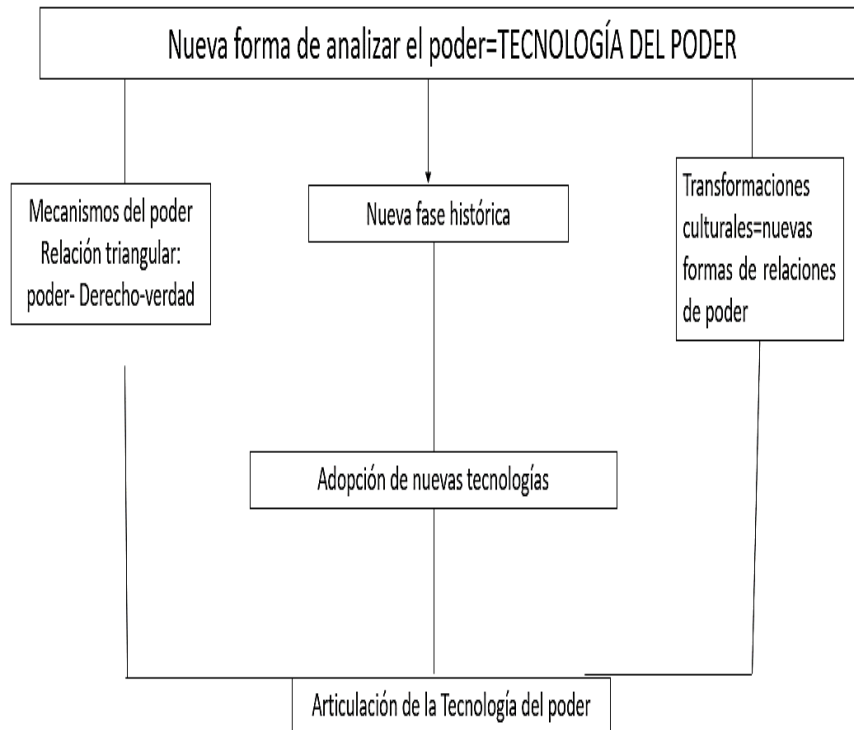 Nueva forma de analizar el poder=TECNOLOGÍA DEL PODER
Mecanismos del poder
Relación triangular:
poder- Derecho-verdad
Nueva fase histórica
Transformaciones
culturales=nuevas
formas de relaciones
de poder
Adopción de nuevas tecnologías
Articulación de la Tecnología del poder